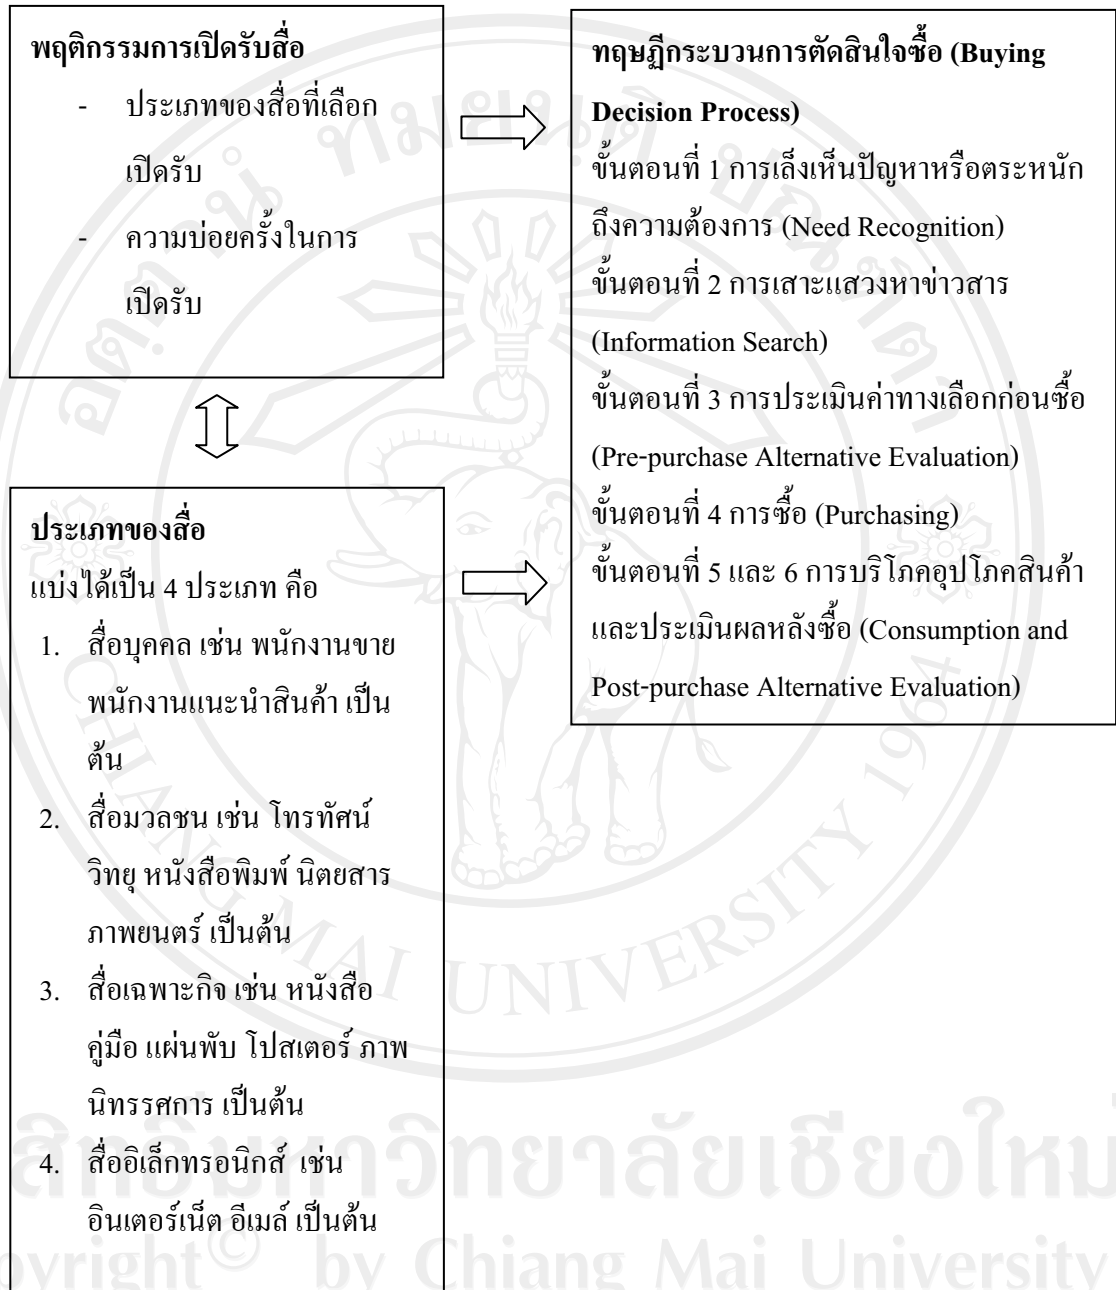 พฤติกรรมการเปิดรับสื่อ
- ประเภทของสื่อที่เลือก
เปิดรับ
- ความบ่อยครั้งในการ
เปิดรับ
ประเภทของสื่อ
แบ่งได้เป็น 4 ประเภท คือ
1. สื่อบุคคล เช่น พนักงานขาย
พนักงานแนะนำสินค้า เป็น
ต้น
2. สื่อมวลชน เช่น โทรทัศน์
วิทยุ หนังสือพิมพ์ นิตยสาร
ภาพยนตร์ เป็นต้น
3. สื่อเฉพาะกิจ เช่น หนังสือ
คู่มือ แผ่นพับ โปสเตอร์ ภาพ
นิทรรศการ เป็นต้น
4. สื่ออิเล็กทรอนิกส์ เช่น
อินเตอร์เน็ต อีเมล์ เป็นต้น
ทฤษฎีกระบวนการตัดสินใจซื้อ (Buying
Decision Process)
ขั้นตอนที่ 1 การเล็งเห็นปัญหาหรือตระหนัก
ถึงความต้องการ (Need Recognition)
ขั้นตอนที่ 2 การเสาะแสวงหาข่าวสาร
(Information Search)
ขั้นตอนที่ 3 การประเมินค่าทางเลือกก่อนซื้อ
(Pre-purchase Alternative Evaluation)
ขั้นตอนที่ 4 การซื้อ (Purchasing)
ขั้นตอนที่ 5 และ 6 การบริโภคอุปโภคสินค้า
และประเมินผลหลังซื้อ (Consumption and
Post-purchase Alternative Evaluation)
CHIANG MAI UNIVERSITY 1964
สิทธิมหาวิทยาลัยเชียงใหม่
opyright© by Chiang Mai University